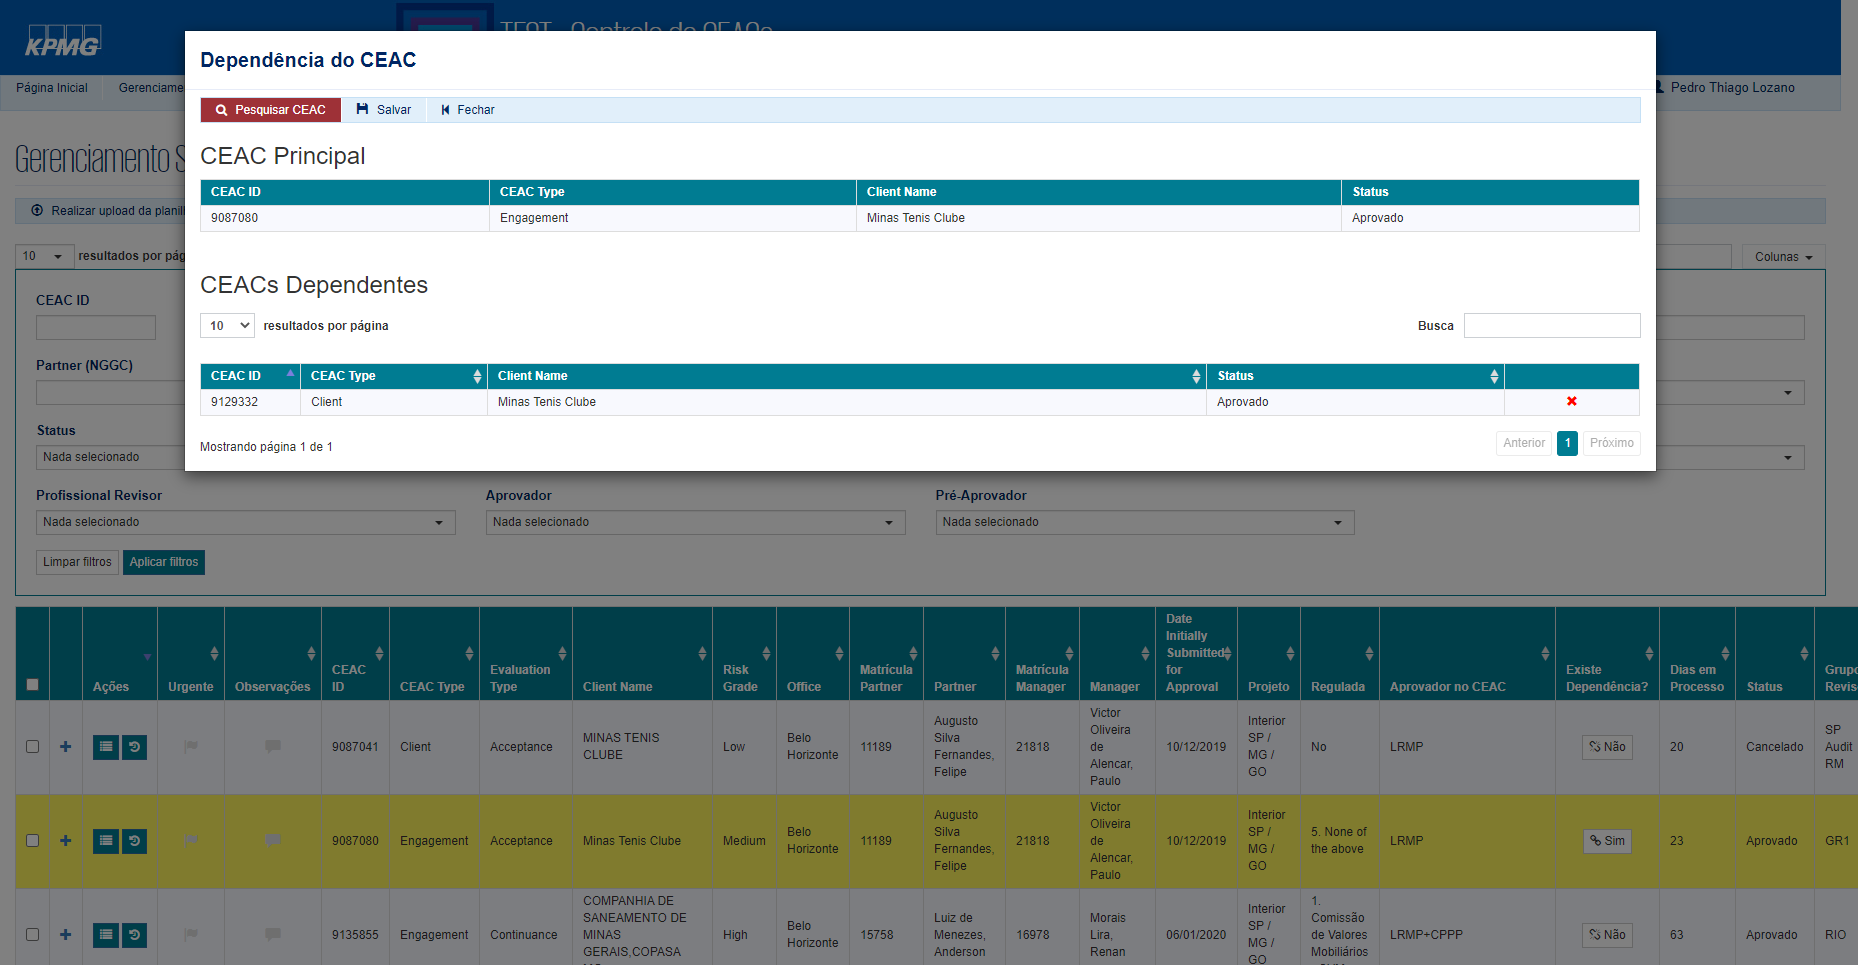 KPMG
TEST - Controle de CEACs
Página Inicial
Gerenciame
Pedro Thiago Lozano
Gerenciamento S
Realizar upload da planil
10
resultados por pág
Colunas
Dependência do CEAC
Pesquisar CEAC
Salvar
Fechar
CEAC Principal
CEAC ID CEAC Type Client Name Status
9087080 Engagement Minas Tenis Clube Aprovado
CEACs Dependentes
10 resultados por página
Busca
CEAC ID CEAC Type Client Name Status
9129332 Client Minas Tenis Clube Aprovado
Mostrando página 1 de 1
Anterior 1 Próximo
CEAC ID
Partner (NGGC)
Status
Nada selecionado
Profissional Revisor Aprovador Pré-Aprovador
Nada selecionado Nada selecionado Nada selecionado
Limpar filtros Aplicar filtros
Ações
Urgente
Observações
CEAC
ID
CEAC Type
Evaluation
Type
Client Name
Risk
Grade
Office
Matrícula
Partner
Partner
Matrícula
Manager
Manager
Date
Initially
Submitted
for
Approval
Projeto
Regulada
Aprovador no CEAC
Existe
Dependência?
Dias em
Processo
Status
Grupo
Revis
9087041
Client
Acceptance
MINAS TENIS
CLUBE
Low
Belo
Horizonte
11189
Augusto
Silva
Fernandes,
Felipe
21818
Victor
Oliveira
de
Alencar,
Paulo
10/12/2019
Interior
SP /
MG /
GO
No
LRMP
Não
20
Cancelado
SP
Audit
RM
9087080
Engagement
Acceptance
Minas Tenis Clube
Medium
Belo
Horizonte
11189
Augusto
Silva
Fernandes,
Felipe
21818
Victor
Oliveira
de
Alencar,
Paulo
10/12/2019
Interior
SP /
MG /
GO
5. None of
the above
LRMP
Sim
23
Aprovado
GR1
9135855
Engagement
Continuance
COMPANHIA DE
SANEAMENTO DE
MINAS
GERAIS,COPASA
High
Belo
Horizonte
15758
Luiz de
Menezes,
Anderson
16978
Morais
Lira,
Renan
06/01/2020
Interior
SP /
MG /
GO
1.
Comissão
de Valores
Mobiliários
LRMP+CPPP
Não
63
Aprovado
RIO